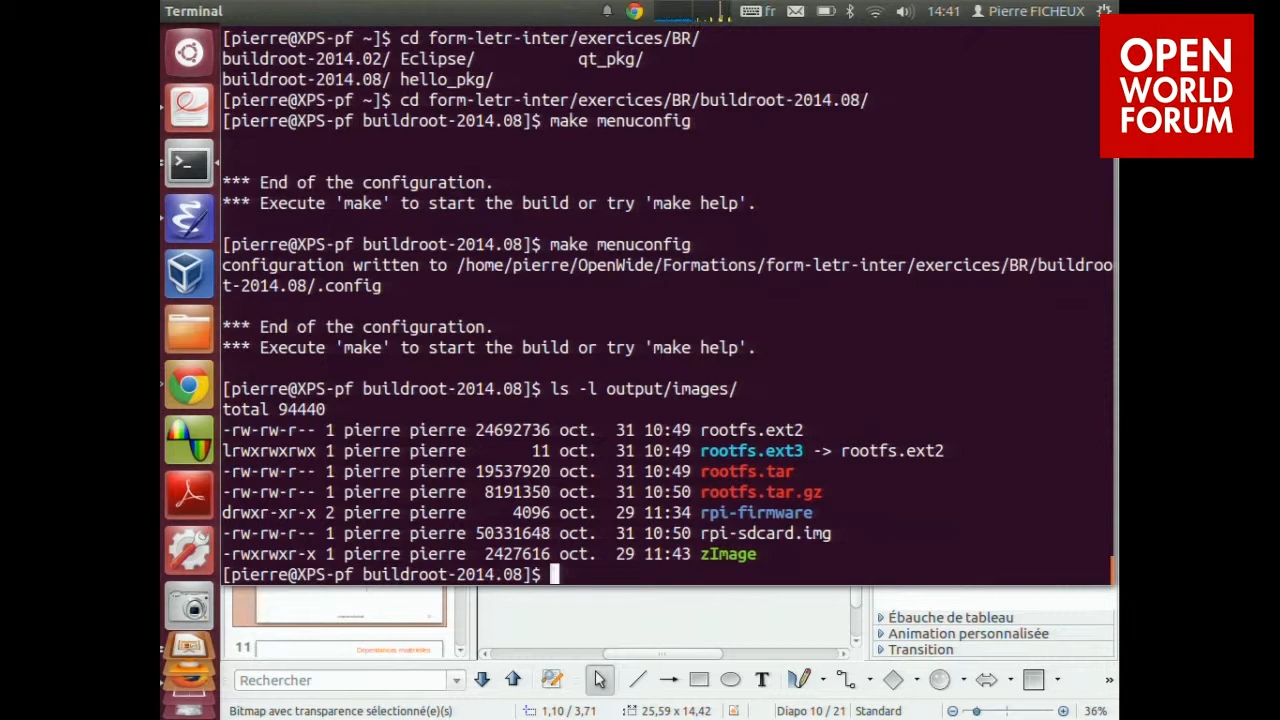 Terminal
fr
14:41
Pierre FICHEUX
OPEN
WORLD
FORUM
[pierre@XPS-pf ~]$ cd form-letr-inter/exercices/BR/
buildroot-2014.02/ Eclipse/ qt_pkg/
buildroot-2014.08/ hello_pkg/
[pierre@XPS-pf ~]$ cd form-letr-inter/exercices/BR/buildroot-2014.08/
[pierre@XPS-pf buildroot-2014.08]$ make menuconfig
*** End of the configuration.
*** Execute 'make' to start the build or try 'make help'.
[pierre@XPS-pf buildroot-2014.08]$ make menuconfig
configuration written to /home/pierre/OpenWide/Formations/form-letr-inter/exercices/BR/buildroo
t-2014.08/.config
*** End of the configuration.
*** Execute 'make' to start the build or try 'make help'.
[pierre@XPS-pf buildroot-2014.08]$ ls -l output/images/
total 94440
-rw-rw-r-- 1 pierre pierre 24692736 oct. 31 10:49 rootfs.ext2
lrwxrwxrwx 1 pierre pierre 11 oct. 31 10:49 rootfs.ext3 -> rootfs.ext2
-rw-rw-r-- 1 pierre pierre 19537920 oct. 31 10:49 rootfs.tar
-rw-rw-r-- 1 pierre pierre 8191350 oct. 31 10:50 rootfs.tar.gz
drwxr-xr-x 2 pierre pierre 4096 oct. 29 11:34 rpi-firmware
-rw-rw-r-- 1 pierre pierre 50331648 oct. 31 10:50 rpi-sdcard.img
-rwxrwxr-x 1 pierre pierre 2427616 oct. 29 11:43 zImage
[pierre@XPS-pf buildroot-2014.08]$
Ébauche de tableau
Animation personnalisée
Transition
11
Dépendances matérielles
Rechercher
Bitmap avec transparence sélectionné(e)(s)
1,10 / 3,71
25,59 x 14,42
Diapo 10 / 21
Standard
36%